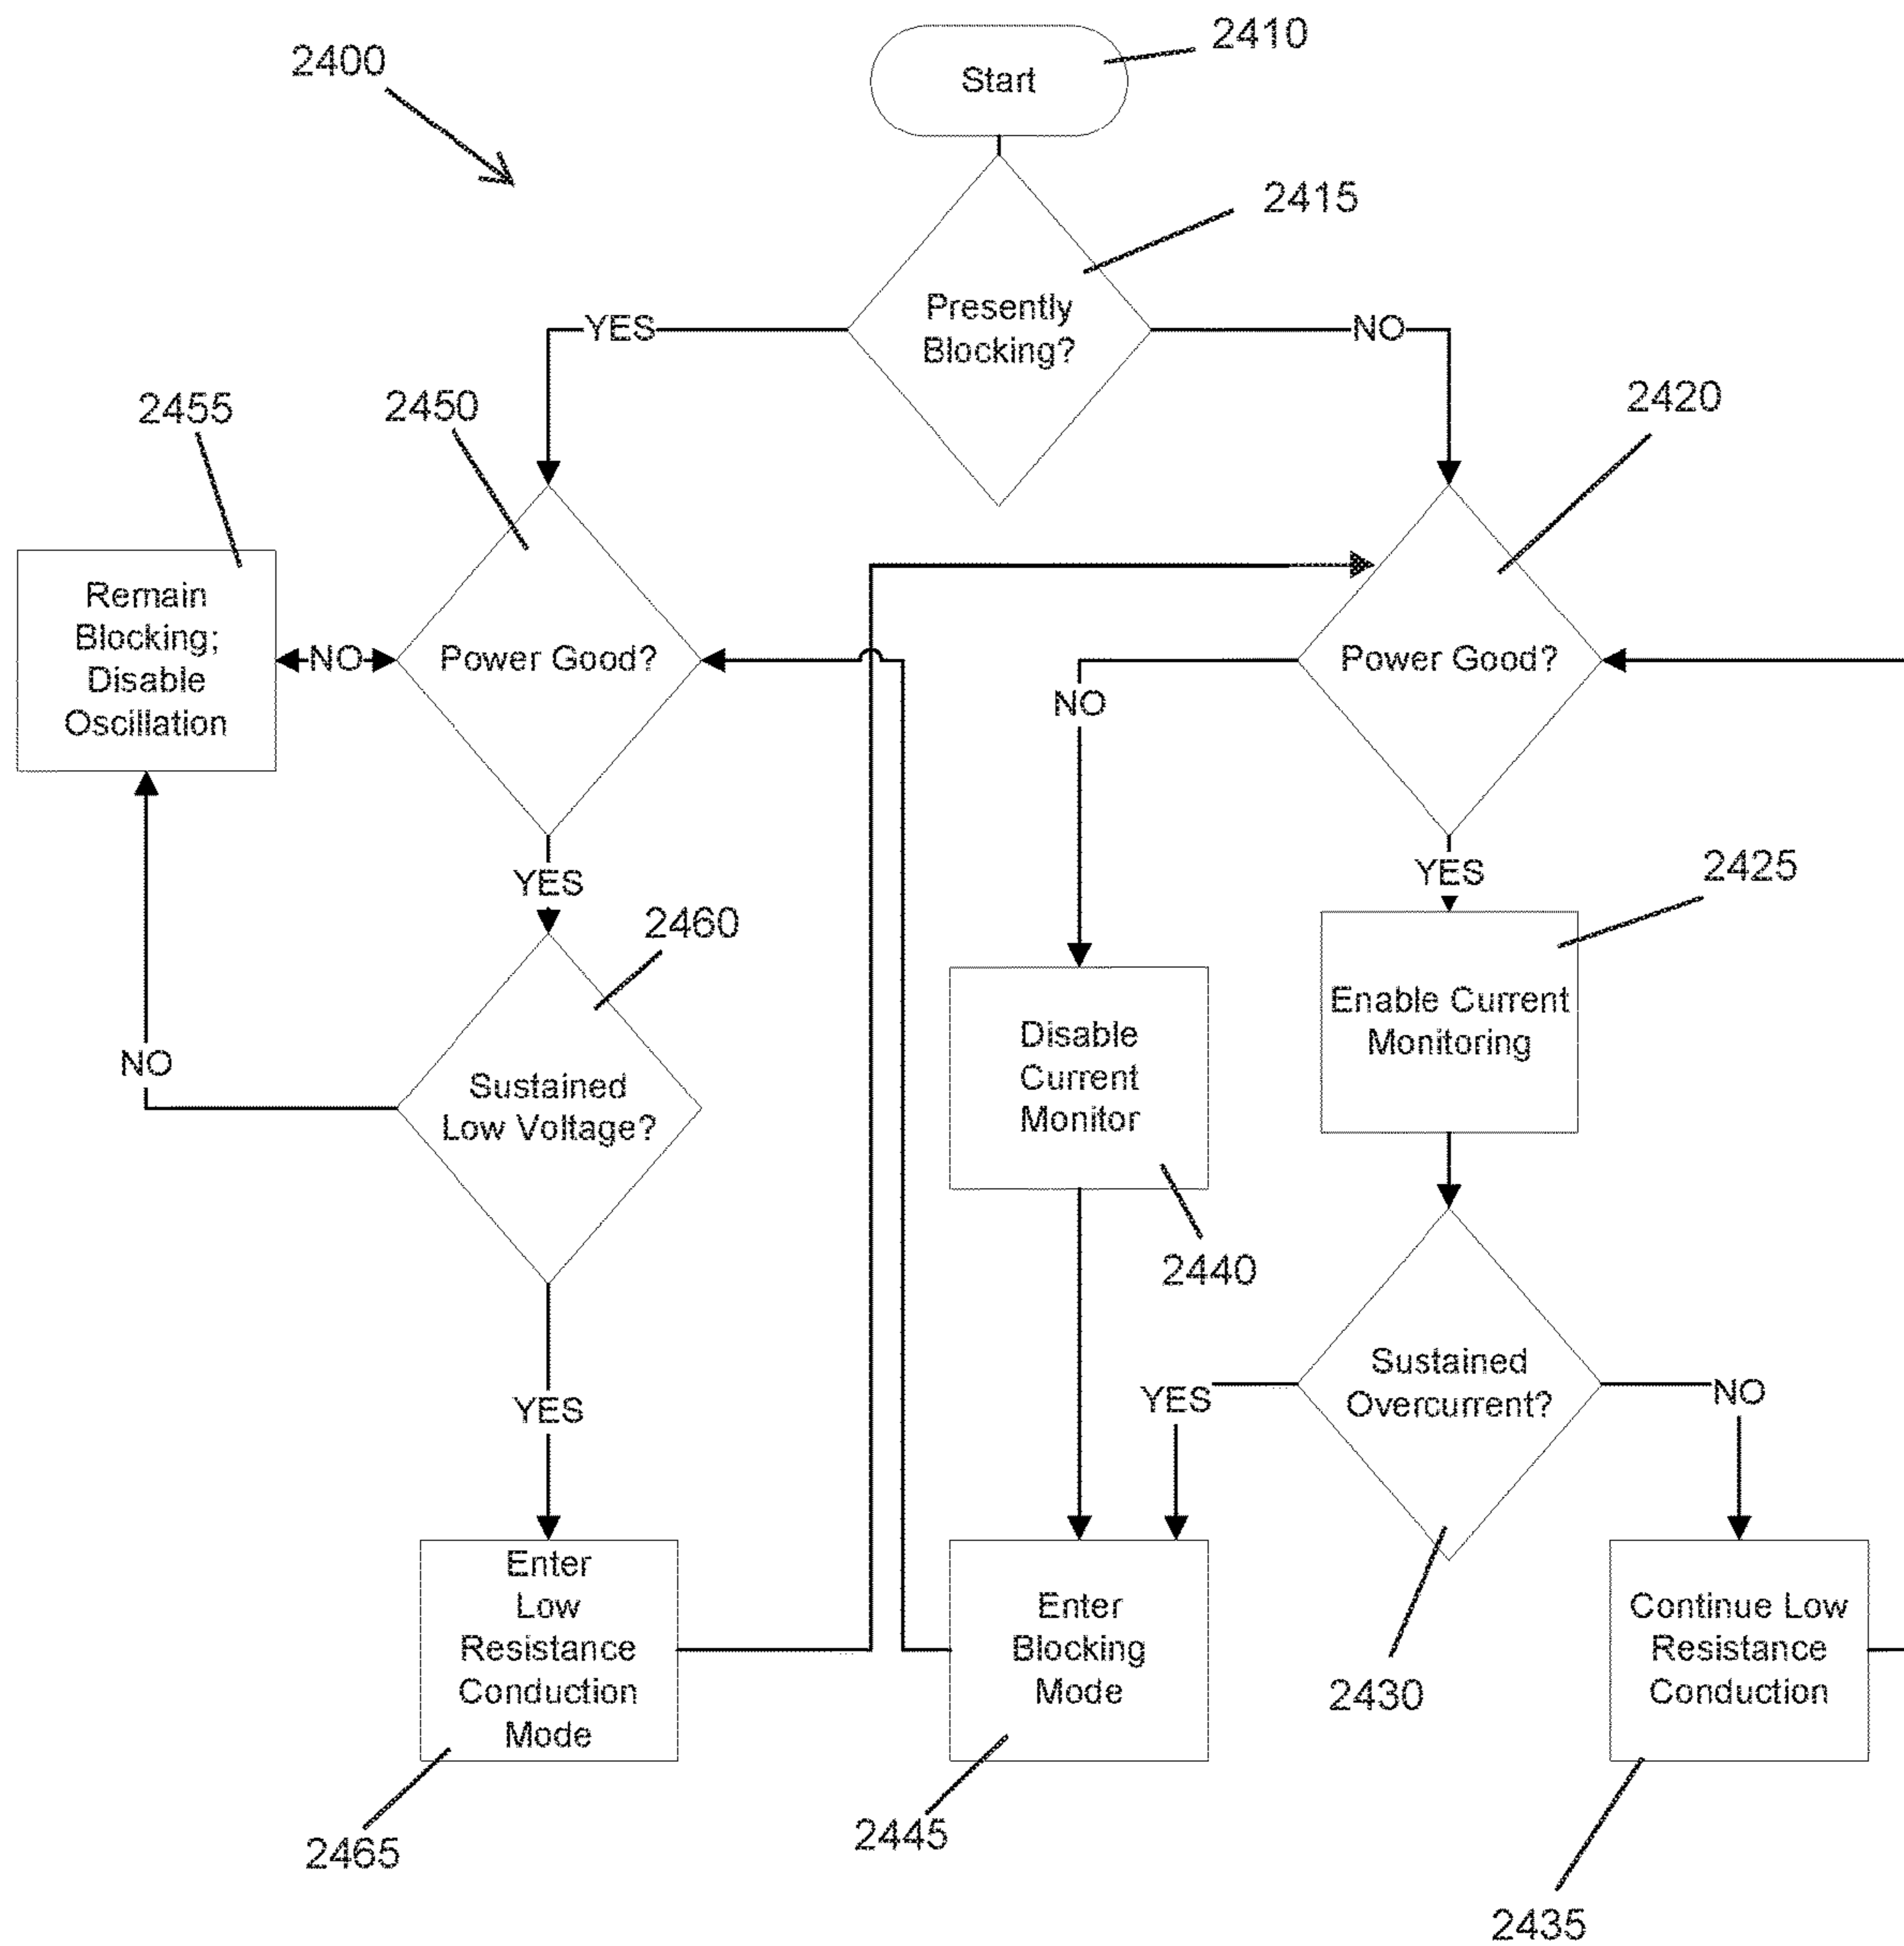 2400
Start
2410
2415
Presently
Blocking?
YES
NO
2455
2450
2420
Remain
Blocking;
Disable
Oscillation
NO
Power Good?
Power Good?
NO
YES
YES
2425
2460
Enable Current
Monitoring
Disable
Current
Monitor
NO
Sustained
Low Voltage?
2440
YES
Sustained
Overcurrent?
YES
NO
Enter
Low
Resistance
Conduction
Mode
Enter
Blocking
Mode
Continue Low
Resistance
Conduction
2430
2465
2445
2435